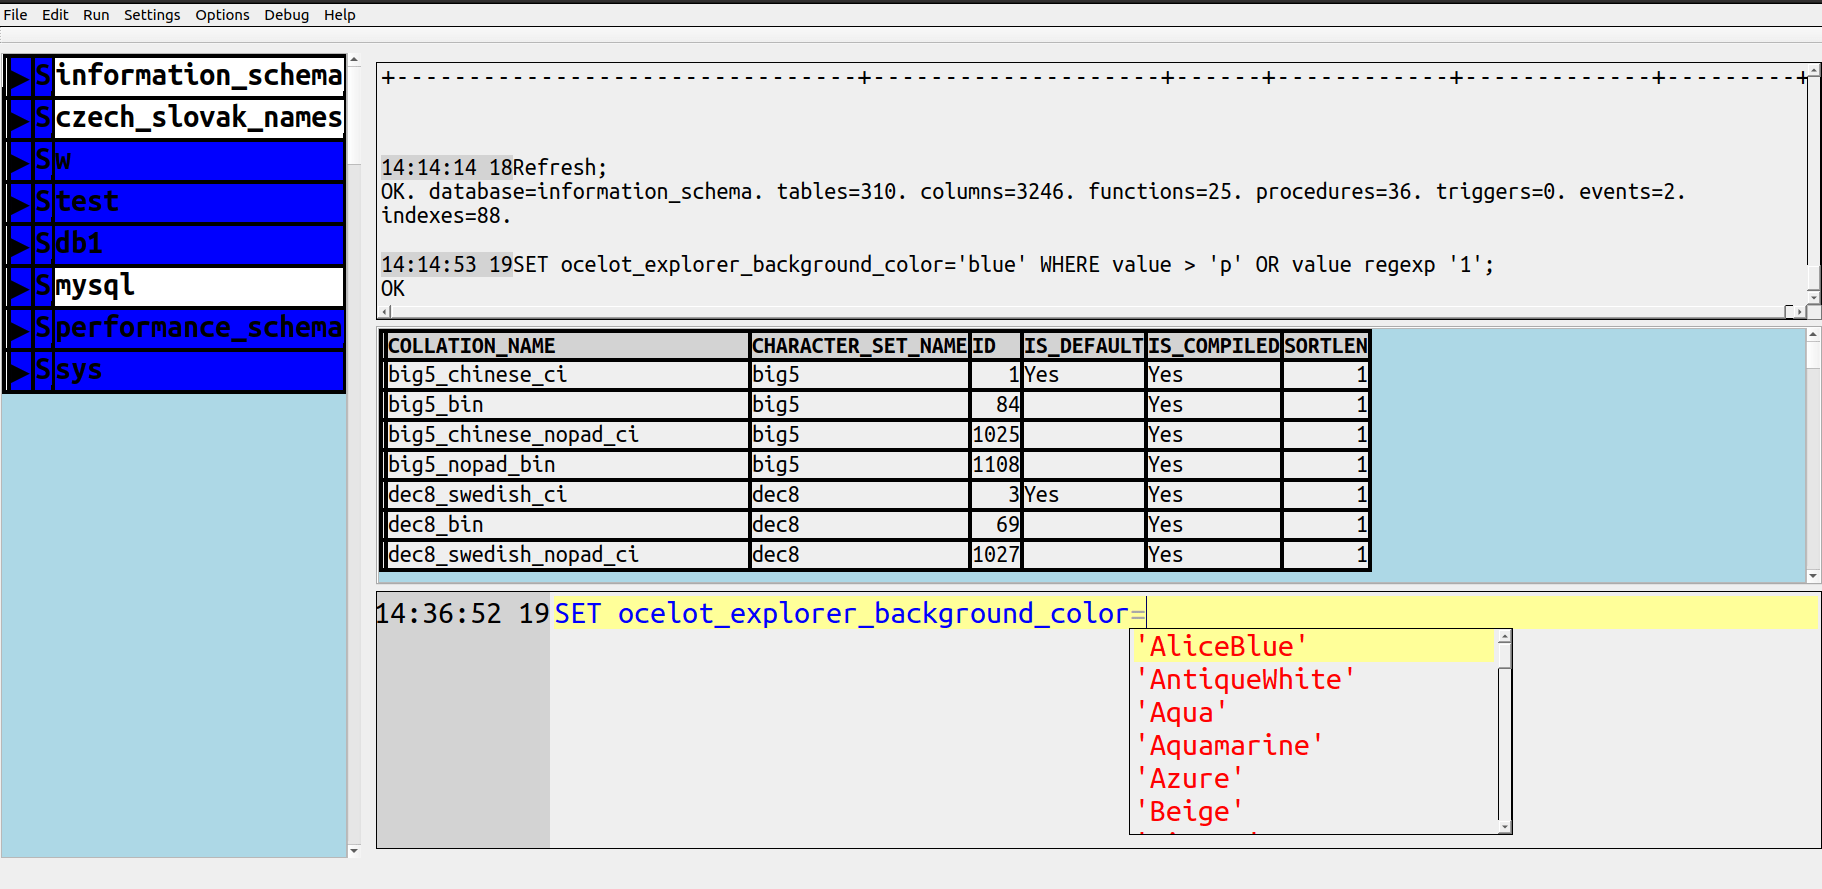 File Edit Run Settings Options Debug Help
▶ S information_schema
▶ S czech_slovak_names
▶ S w
▶ S test
▶ S db1
▶ S mysql
▶ S performance_schema
▶ S sys
+-------------------------------+-------------------+------+------------+-------------+---------+
14:14:14 18Refresh;
OK. database=information_schema. tables=310. columns=3246. functions=25. procedures=36. triggers=0. events=2.
indexes=88.
14:14:53 19SET ocelot_explorer_background_color='blue' WHERE value > 'p' OR value regexp '1';
OK
COLLATION_NAME CHARACTER_SET_NAME ID IS_DEFAULT IS_COMPILED SORTLEN
big5_chinese_ci big5 1 Yes Yes 1
big5_bin big5 84 Yes 1
big5_chinese_nopad_ci big5 1025 Yes 1
big5_nopad_bin big5 1108 Yes 1
dec8_swedish_ci dec8 3 Yes Yes 1
dec8_bin dec8 69 Yes 1
dec8_swedish_nopad_ci dec8 1027 Yes 1
14:36:52 19SET ocelot_explorer_background_color=
'AliceBlue'
'AntiqueWhite'
'Aqua'
'Aquamarine'
'Azure'
'Beige'